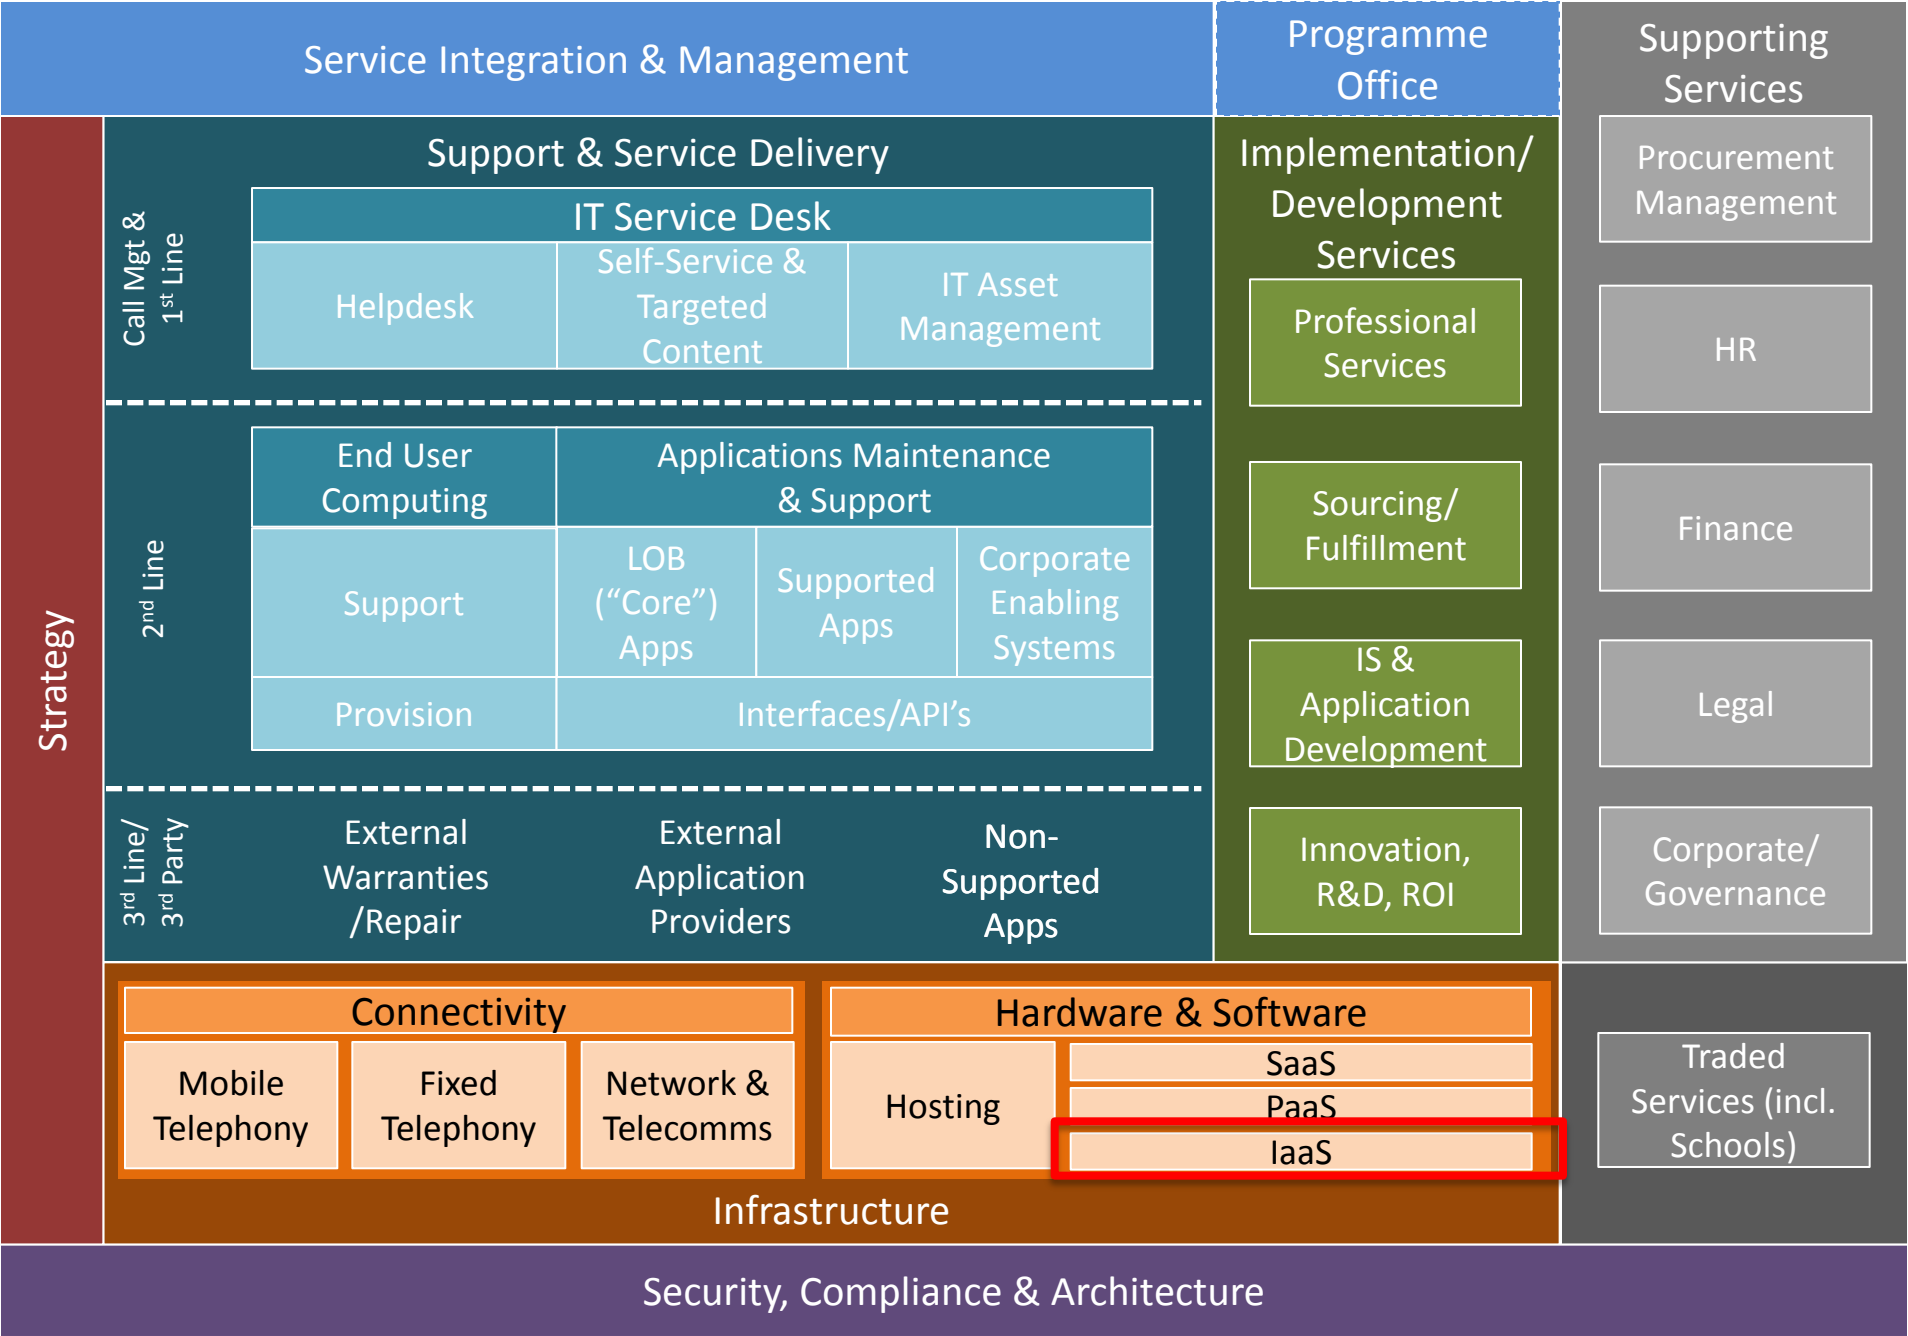 Service Integration & Management
Programme
Office
Supporting
Services
Strategy
Support & Service Delivery
Call Mgt &
1st Line
IT Service Desk
Helpdesk
Self-Service &
Targeted
Content
IT Asset
Management
2nd Line
End User
Computing
Applications Maintenance
& Support
Support
LOB
(“Core”)
Apps
Supported
Apps
Corporate
Enabling
Systems
Provision
Interfaces/API’s
3rd Line/
3rd Party
External
Warranties
/Repair
External
Application
Providers
Non-
Supported
Apps
Implementation/
Development
Services
Professional
Services
Sourcing/
Fulfillment
IS &
Application
Development
Innovation,
R&D, ROI
Procurement
Management
HR
Finance
Legal
Corporate/
Governance
Connectivity
Mobile
Telephony
Fixed
Telephony
Network &
Telecomms
Hardware & Software
Hosting
SaaS
PaaS
IaaS
Infrastructure
Traded
Services (incl.
Schools)
Security, Compliance & Architecture